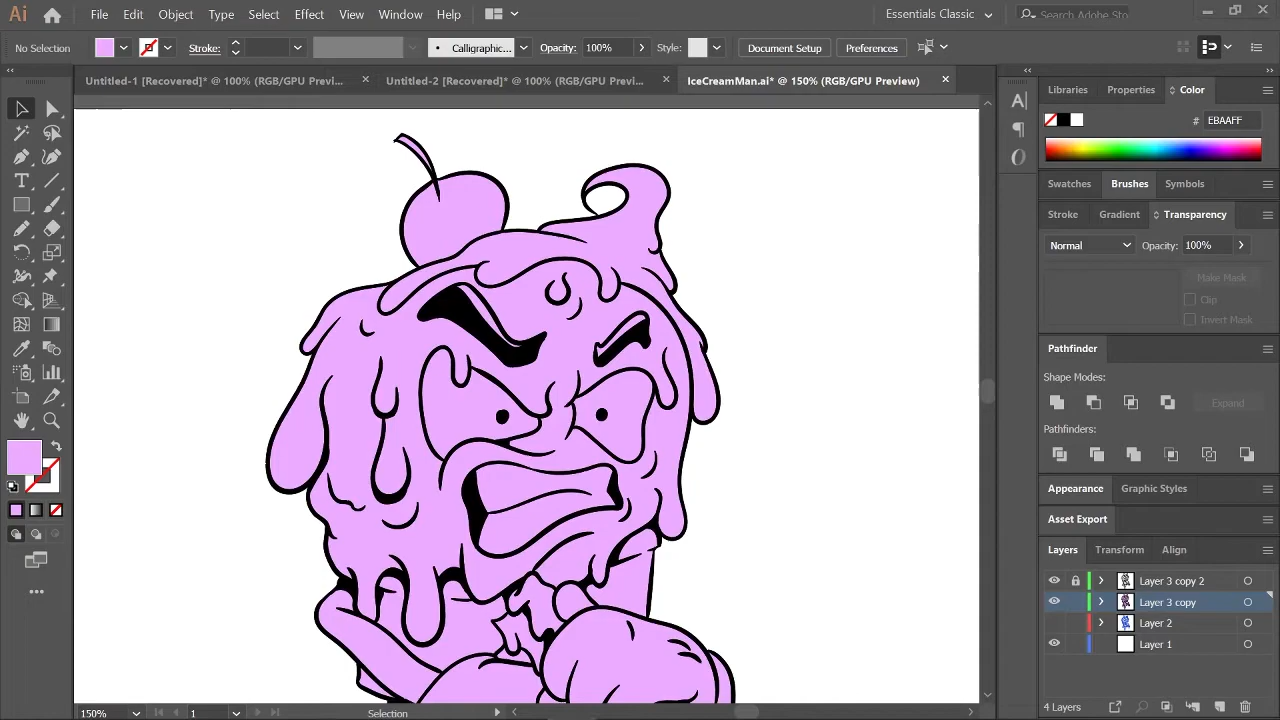 Ai File Edit Object Type Select Effect View Window Help Essentials Classic Search Adobe Sto
No Selection Stroke: Calligraphic... Opacity: 100% Style: Document Setup Preferences
Untitled-1 [Recovered]* @ 100% (RGB/GPU Previ... Untitled-2 [Recovered]* @ 100% (RGB/GPU Previ... IceCreamMan.ai* @ 150% (RGB/GPU Preview)
Libraries Properties Color
# EBAAFF
Swatches Brushes Symbols
Stroke Gradient Transparency
Normal Opacity: 100%
Make Mask
Clip
Invert Mask
Pathfinder
Shape Modes:
Expand
Pathfinders:
Appearance Graphic Styles
Asset Export
Layers Transform Align
Layer 3 copy 2
Layer 3 copy
Layer 2
Layer 1
4 Layers
150% 1 Selection